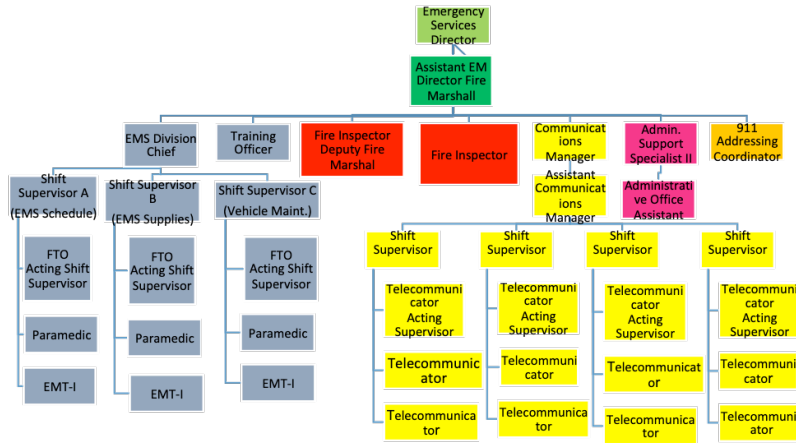 Emergency
Services
Director
Assistant EM
Director Fire
Marshall
EMS Division
Chief
Training
Officer
Fire Inspector
Deputy Fire
Marshal
Fire Inspector
Communicat
ions
Manager
Admin.
Support
Specialist II
911
Addressing
Coordinator
Shift
Supervisor A
(EMS Schedule)
Shift
Supervisor
B
(EMS Supplies)
Shift Supervisor C
(Vehicle Maint.)
Assistant
Communicat
ions
Manager
Administrati
ve Office
Assistant
FTO
Acting Shift
Supervisor
Paramedic
EMT-I
FTO
Acting Shift
Supervisor
Paramedic
EMT-I
FTO
Acting Shift
Supervisor
Paramedic
EMT-I
Shift
Supervisor
Telecommuni
cator
Acting
Supervisor
Telecommunic
ator
Telecommunica
tor
Shift
Supervisor
Telecommuni
cator
Acting
Supervisor
Telecommuni
cator
Telecommunica
tor
Shift
Supervisor
Telecommuni
cator
Acting
Supervisor
Telecommunicat
or
Telecommunica
tor
Shift
Supervisor
Telecommuni
cator
Acting
Supervisor
Telecommuni
cator
Telecommuni
ator